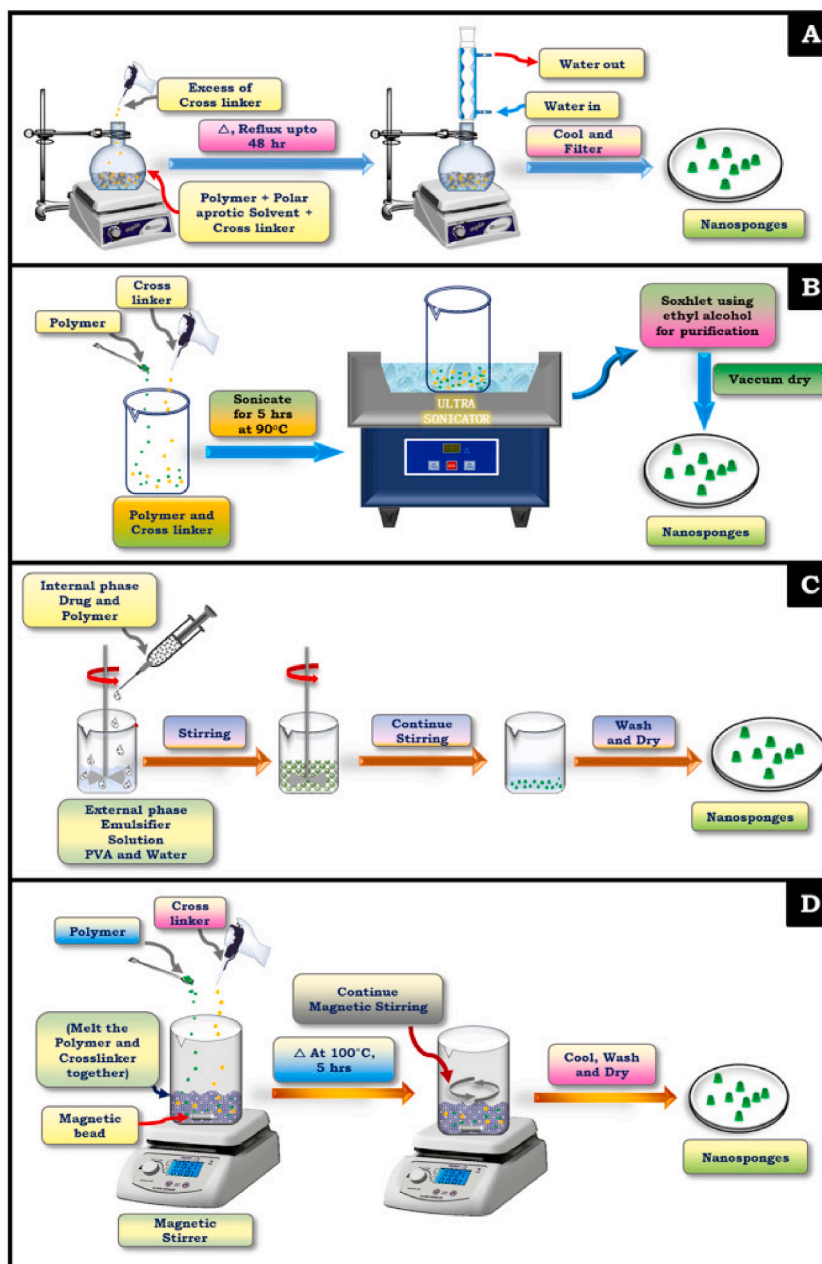 A
Excess of
Cross linker
Water out
Water in
△, Reflux upto
48 hr
Cool and
Filter
Polymer + Polar
aprotic Solvent +
Cross linker
Nanosponges
B
Cross
linker
Polymer
Soxhlet using
ethyl alcohol
for purification
Sonicate
for 5 hrs
at 90°C
ULTRA
SONICATOR
Vaccum dry
Polymer and
Cross linker
Nanosponges
C
Internal phase
Drug and
Polymer
Stirring
Continue
Stirring
Wash
and Dry
External phase
Emulsifier
Solution
PVA and Water
Nanosponges
D
Cross
linker
Polymer
Continue
Magnetic Stirring
(Melt the
Polymer and
Crosslinker
together)
△ At 100°C,
5 hrs
Cool, Wash
and Dry
Magnetic
bead
Nanosponges
Magnetic
Stirrer